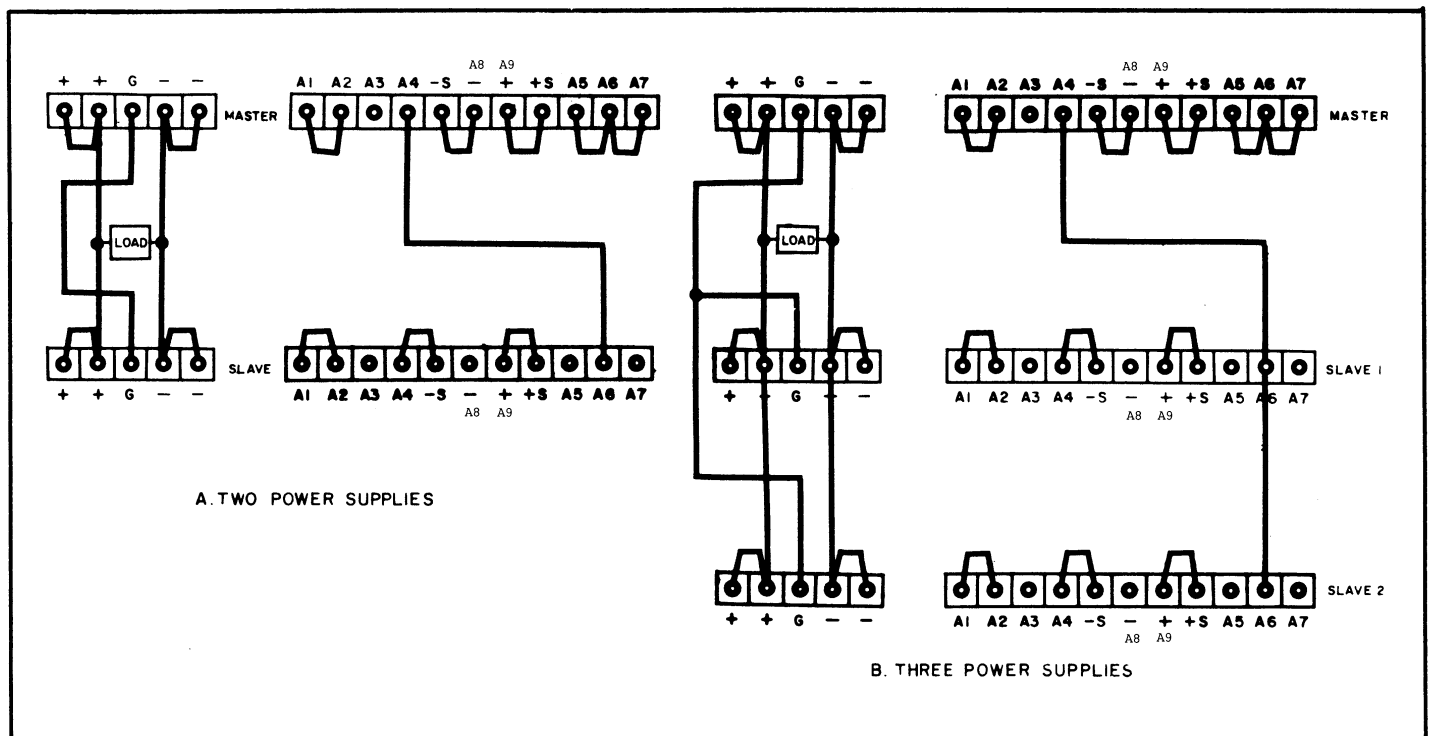 A8 A9
+ + G − −
A1 A2 A3 A4 -S − + +S A5 A6 A7
MASTER
LOAD
SLAVE
+ + G − −
A1 A2 A3 A4 -S − + +S A5 A6 A7
A8 A9
A. TWO POWER SUPPLIES
A8 A9
+ + G − −
A1 A2 A3 A4 -S − + +S A5 A6 A7
MASTER
LOAD
SLAVE 1
+ + G − −
A1 A2 A3 A4 -S − + +S A5 A6 A7
A8 A9
SLAVE 2
+ + G − −
A1 A2 A3 A4 -S − + +S A5 A6 A7
A8 A9
B. THREE POWER SUPPLIES